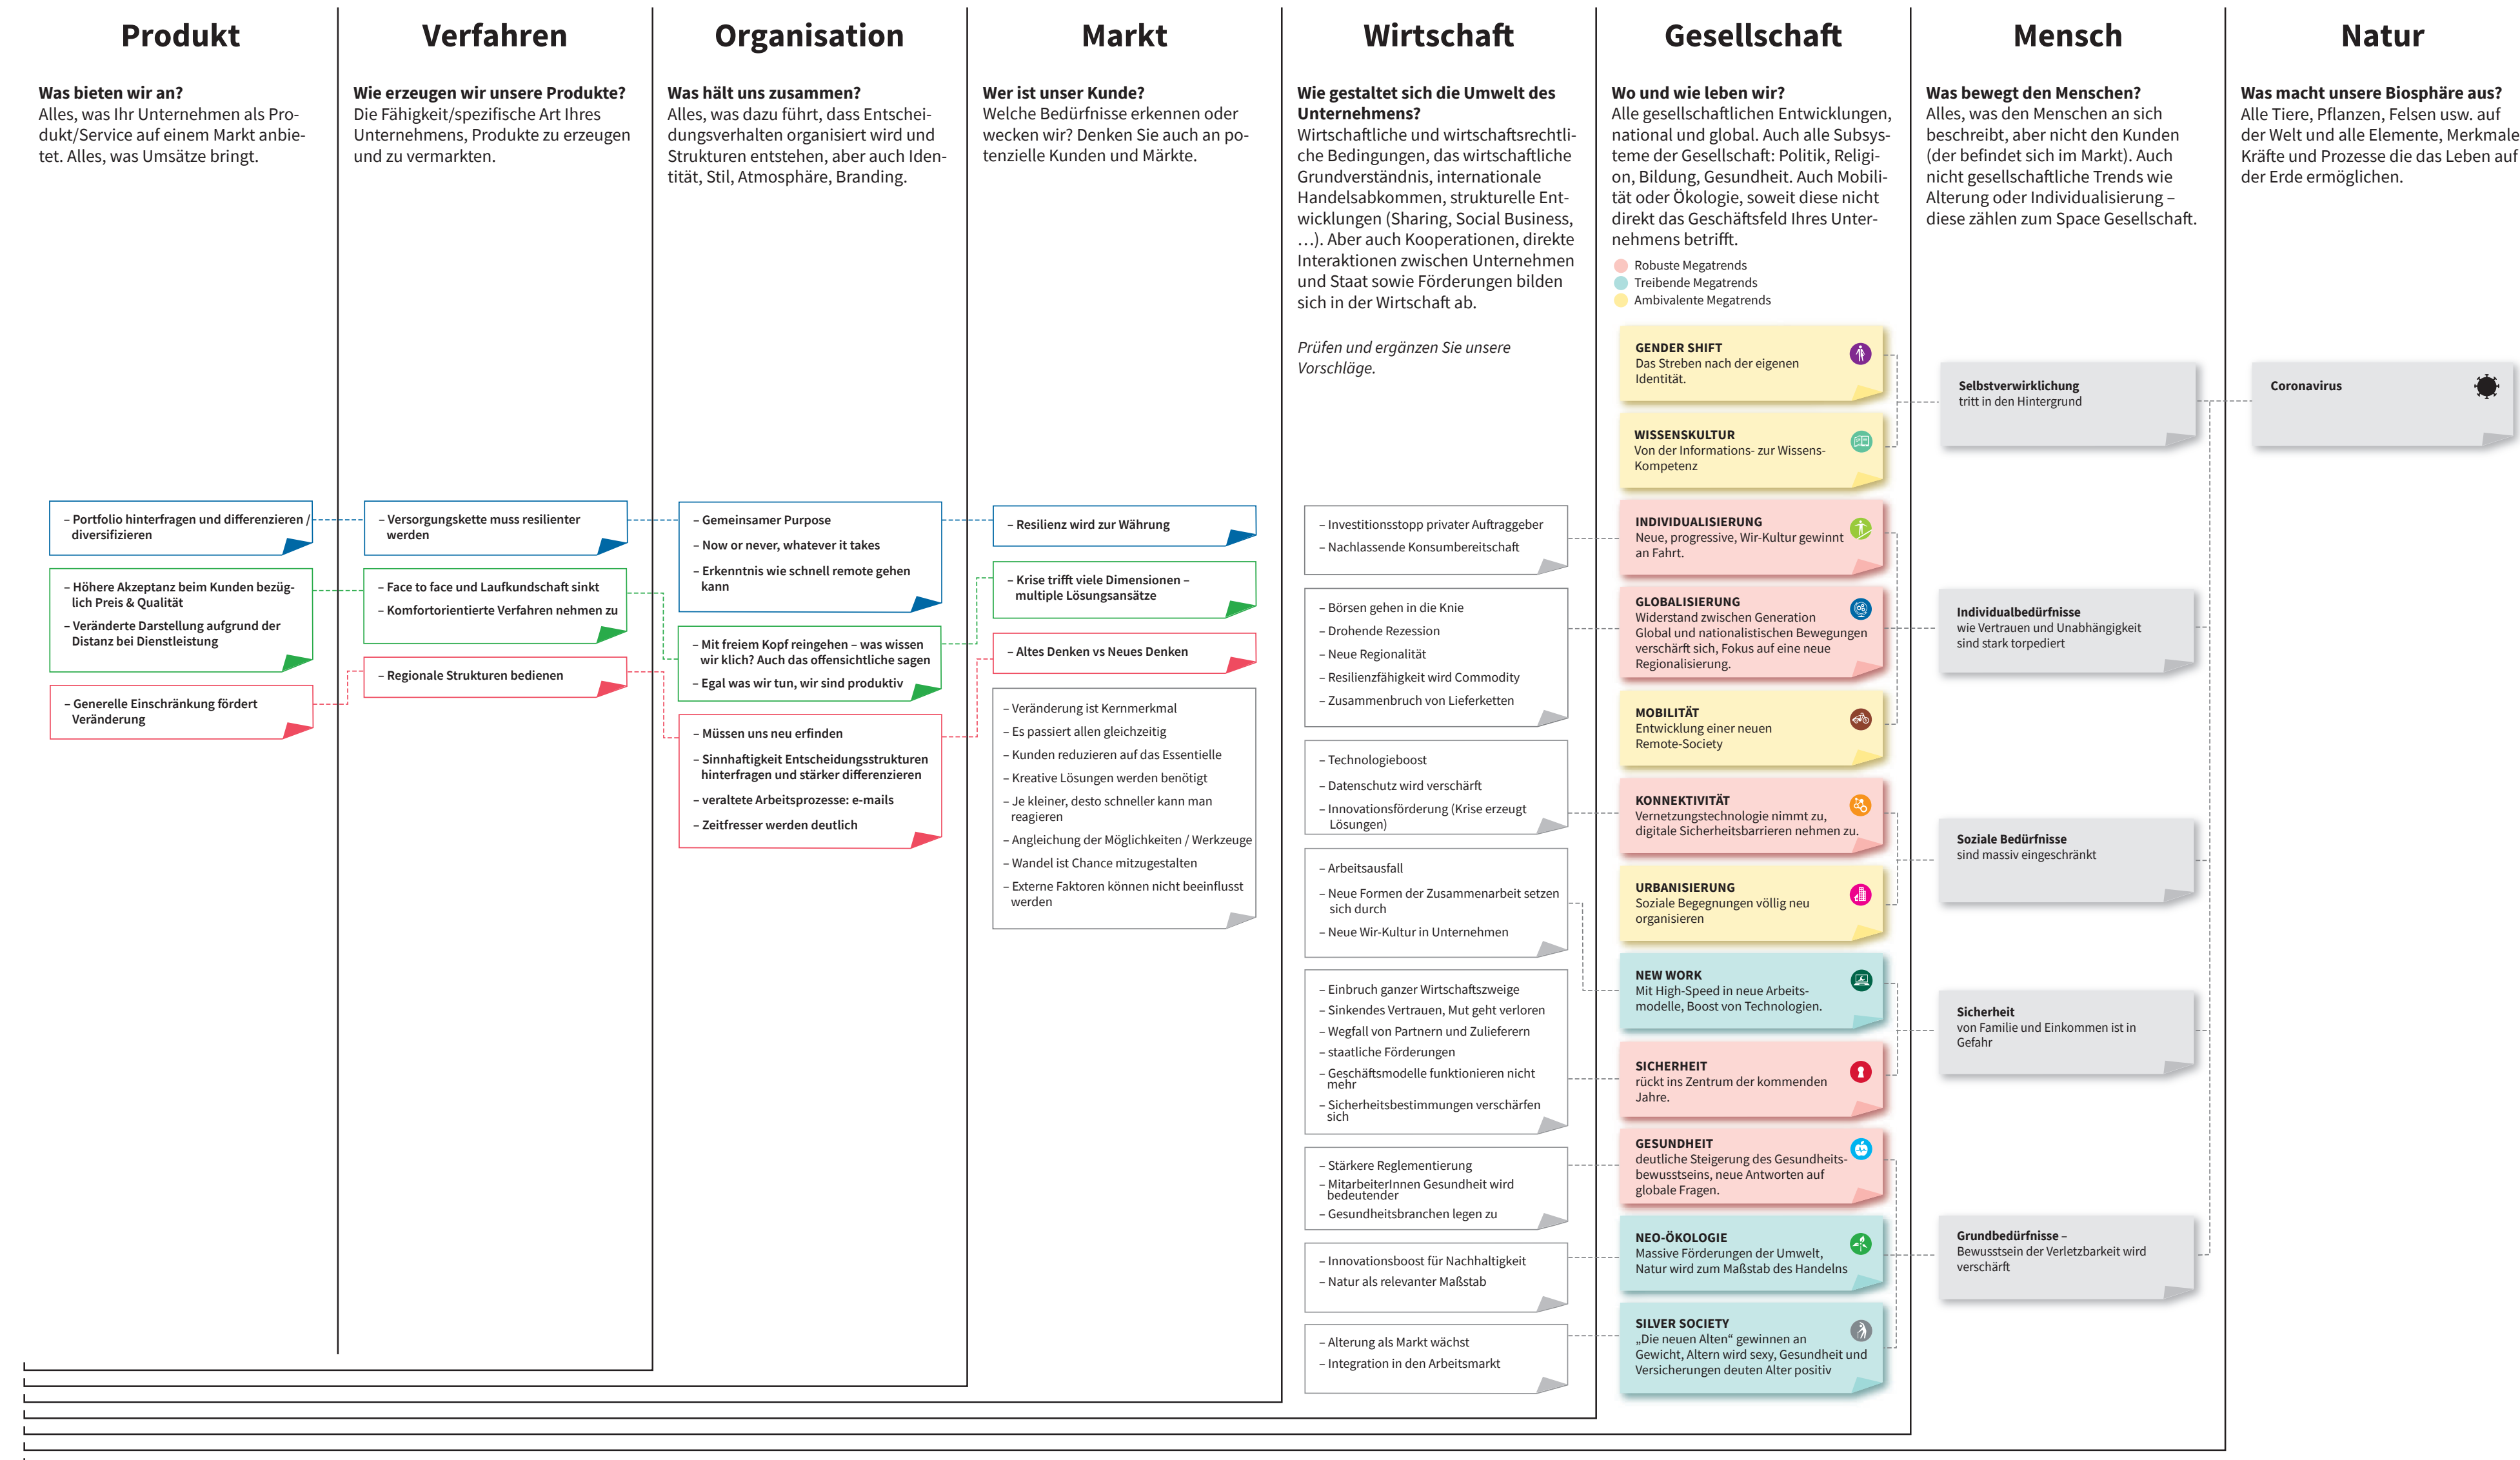 Produkt
Was bieten wir an?
Alles, was Ihr Unternehmen als Pro-
dukt/Service auf einem Markt anbie-
tet. Alles, was Umsätze bringt.
– Portfolio hinterfragen und differenzieren /
diversifizieren
– Höhere Akzeptanz beim Kunden bezüg-
lich Preis & Qualität
– Veränderte Darstellung aufgrund der
Distanz bei Dienstleistung
– Generelle Einschränkung fördert
Veränderung
Verfahren
Wie erzeugen wir unsere Produkte?
Die Fähigkeit/spezifische Art Ihres
Unternehmens, Produkte zu erzeugen
und zu vermarkten.
– Versorgungskette muss resilienter
werden
– Face to face und Laufkundschaft sinkt
– Komfortorientierte Verfahren nehmen zu
– Regionale Strukturen bedienen
Organisation
Was hält uns zusammen?
Alles, was dazu führt, dass Entschei-
dungsverhalten organisiert wird und
Strukturen entstehen, aber auch Iden-
tität, Stil, Atmosphäre, Branding.
– Gemeinsamer Purpose
– Now or never, whatever it takes
– Erkenntnis wie schnell remote gehen
kann
– Mit freiem Kopf reingehen – was wissen
wir klich? Auch das offensichtliche sagen
– Egal was wir tun, wir sind produktiv
– Müssen uns neu erfinden
– Sinnhaftigkeit Entscheidungsstrukturen
hinterfragen und stärker differenzieren
– veraltete Arbeitsprozesse: e-mails
– Zeitfresser werden deutlich
Markt
Wer ist unser Kunde?
Welche Bedürfnisse erkennen oder
wecken wir? Denken Sie auch an po-
tenzielle Kunden und Märkte.
– Resilienz wird zur Währung
– Krise trifft viele Dimensionen –
multiple Lösungsansätze
– Altes Denken vs Neues Denken
– Veränderung ist Kernmerkmal
– Es passiert allen gleichzeitig
– Kunden reduzieren auf das Essentielle
– Kreative Lösungen werden benötigt
– Je kleiner, desto schneller kann man
reagieren
– Angleichung der Möglichkeiten / Werkzeuge
– Wandel ist Chance mitzugestalten
– Externe Faktoren können nicht beeinflusst
werden
Wirtschaft
Wie gestaltet sich die Umwelt des
Unternehmens?
Wirtschaftliche und wirtschaftsrechtli-
che Bedingungen, das wirtschaftliche
Grundverständnis, internationale
Handelsabkommen, strukturelle Ent-
wicklungen (Sharing, Social Business,
…). Aber auch Kooperationen, direkte
Interaktionen zwischen Unternehmen
und Staat sowie Förderungen bilden
sich in der Wirtschaft ab.
Prüfen und ergänzen Sie unsere
Vorschläge.
– Investitionsstopp privater Auftraggeber
– Nachlassende Konsumbereitschaft
– Börsen gehen in die Knie
– Drohende Rezession
– Neue Regionalität
– Resilienzfähigkeit wird Commodity
– Zusammenbruch von Lieferketten
– Technologieboost
– Datenschutz wird verschärft
– Innovationsförderung (Krise erzeugt
Lösungen)
– Arbeitsausfall
– Neue Formen der Zusammenarbeit setzen
sich durch
– Neue Wir-Kultur in Unternehmen
– Einbruch ganzer Wirtschaftszweige
– Sinkendes Vertrauen, Mut geht verloren
– Wegfall von Partnern und Zulieferern
– staatliche Förderungen
– Geschäftsmodelle funktionieren nicht
mehr
– Sicherheitsbestimmungen verschärfen
sich
– Stärkere Reglementierung
– MitarbeiterInnen Gesundheit wird
bedeutender
– Gesundheitsbranchen legen zu
– Innovationsboost für Nachhaltigkeit
– Natur als relevanter Maßstab
– Alterung als Markt wächst
– Integration in den Arbeitsmarkt
Gesellschaft
Wo und wie leben wir?
Alle gesellschaftlichen Entwicklungen,
national und global. Auch alle Subsys-
teme der Gesellschaft: Politik, Religi-
on, Bildung, Gesundheit. Auch Mobili-
tät oder Ökologie, soweit diese nicht
direkt das Geschäftsfeld Ihres Unter-
nehmens betrifft.
Robuste Megatrends
Treibende Megatrends
Ambivalente Megatrends
GENDER SHIFT
Das Streben nach der eigenen
Identität.
WISSENSKULTUR
Von der Informations- zur Wissens-
Kompetenz
INDIVIDUALISIERUNG
Neue, progressive, Wir-Kultur gewinnt
an Fahrt.
GLOBALISIERUNG
Widerstand zwischen Generation
Global und nationalistischen Bewegungen
verschärft sich, Fokus auf eine neue
Regionalisierung.
MOBILITÄT
Entwicklung einer neuen
Remote-Society
KONNEKTIVITÄT
Vernetzungstechnologie nimmt zu,
digitale Sicherheitsbarrieren nehmen zu.
URBANISIERUNG
Soziale Begegnungen völlig neu
organisieren
NEW WORK
Mit High-Speed in neue Arbeits-
modelle, Boost von Technologien.
SICHERHEIT
rückt ins Zentrum der kommenden
Jahre.
GESUNDHEIT
deutliche Steigerung des Gesundheits-
bewusstseins, neue Antworten auf
globale Fragen.
NEO-ÖKOLOGIE
Massive Förderungen der Umwelt,
Natur wird zum Maßstab des Handelns
SILVER SOCIETY
„Die neuen Alten“ gewinnen an
Gewicht, Altern wird sexy, Gesundheit und
Versicherungen deuten Alter positiv
Mensch
Was bewegt den Menschen?
Alles, was den Menschen an sich
beschreibt, aber nicht den Kunden
(der befindet sich im Markt). Auch
nicht gesellschaftliche Trends wie
Alterung oder Individualisierung –
diese zählen zum Space Gesellschaft.
Selbstverwirklichung
tritt in den Hintergrund
Individualbedürfnisse
wie Vertrauen und Unabhängigkeit
sind stark torpediert
Soziale Bedürfnisse
sind massiv eingeschränkt
Sicherheit
von Familie und Einkommen ist in
Gefahr
Grundbedürfnisse –
Bewusstsein der Verletzbarkeit wird
verschärft
Natur
Was macht unsere Biosphäre aus?
Alle Tiere, Pflanzen, Felsen usw. auf
der Welt und alle Elemente, Merkmale
Kräfte und Prozesse die das Leben auf
der Erde ermöglichen.
Coronavirus